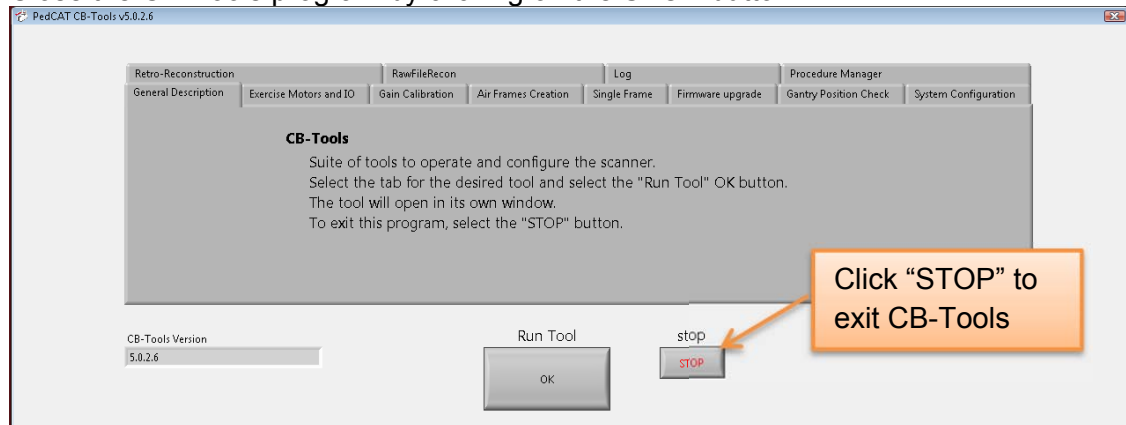 PedCAT CB-Tools v5.0.2.6
Retro-Reconstruction RawFileRecon Log Procedure Manager
General Description Exercise Motors and IO Gain Calibration Air Frames Creation Single Frame Firmware upgrade Gantry Position Check System Configuration
CB-Tools
Suite of tools to operate and configure the scanner.
Select the tab for the desired tool and select the "Run Tool" OK button.
The tool will open in its own window.
To exit this program, select the "STOP" button.
Click “STOP” to
exit CB-Tools
CB-Tools Version
5.0.2.6
Run Tool
OK
stop
STOP